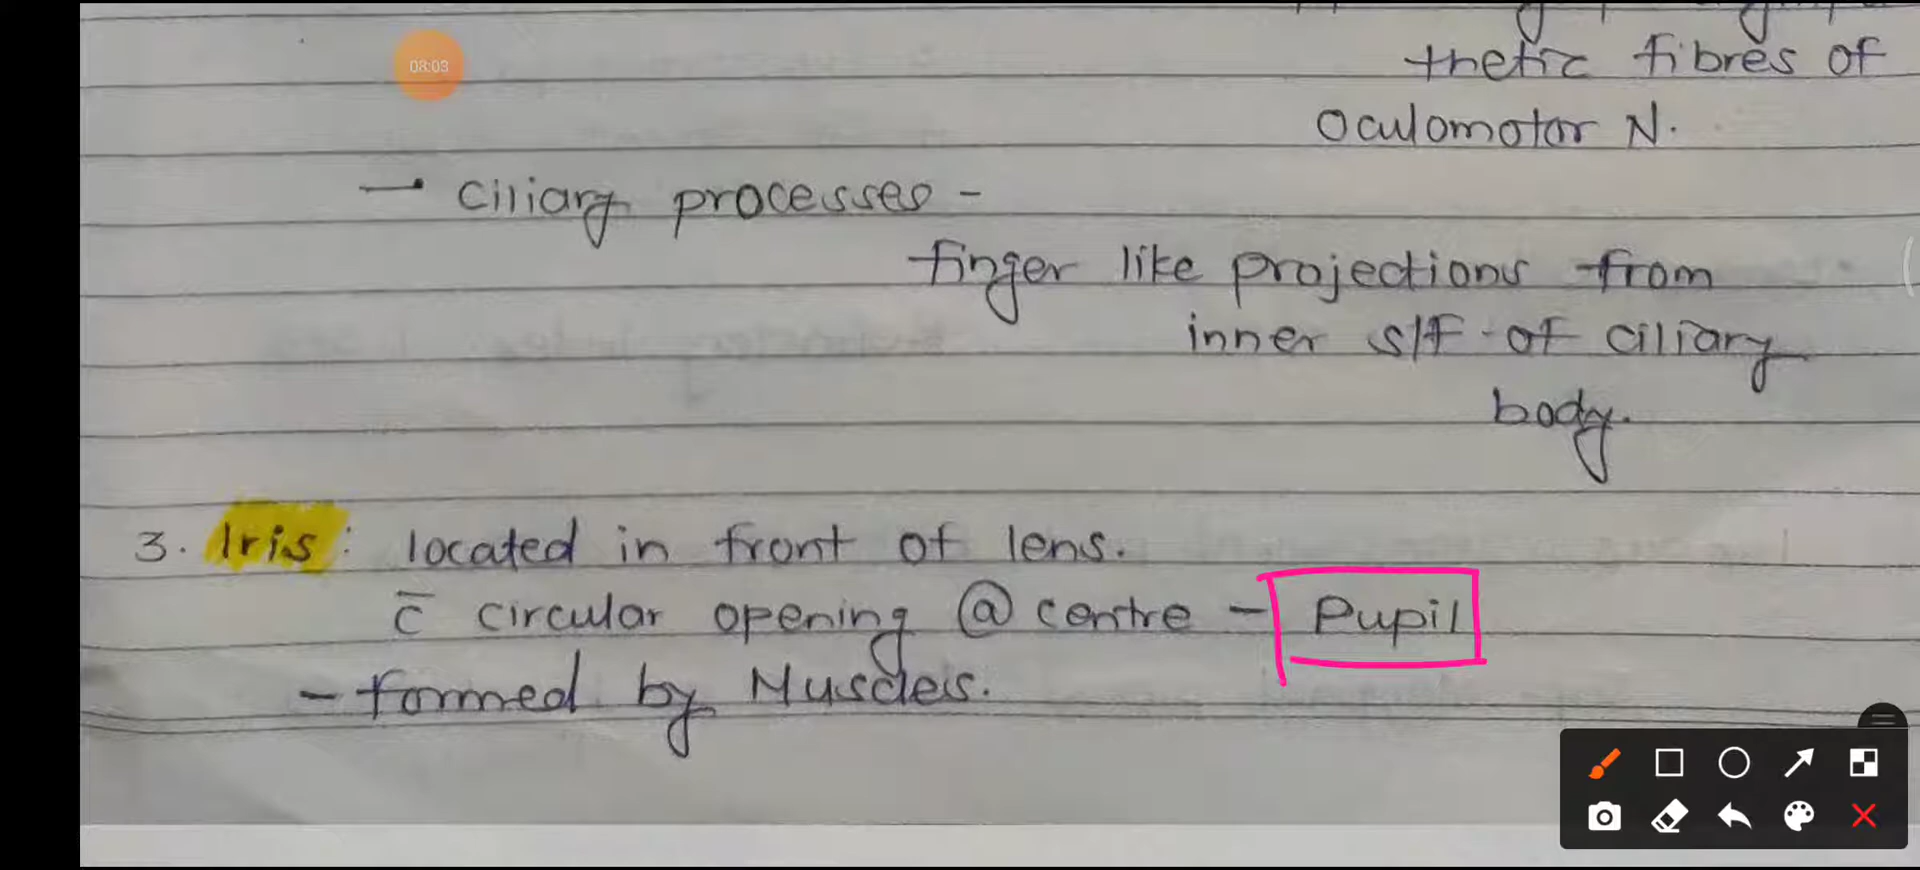 thetic fibres of
Oculomotor N.
08:03
→ ciliary processes -
finger like projections from
inner s/f of ciliary
body.
3. Iris: located in front of lens.
c̅ circular opening @ centre - Pupil
- formed by Muscles.